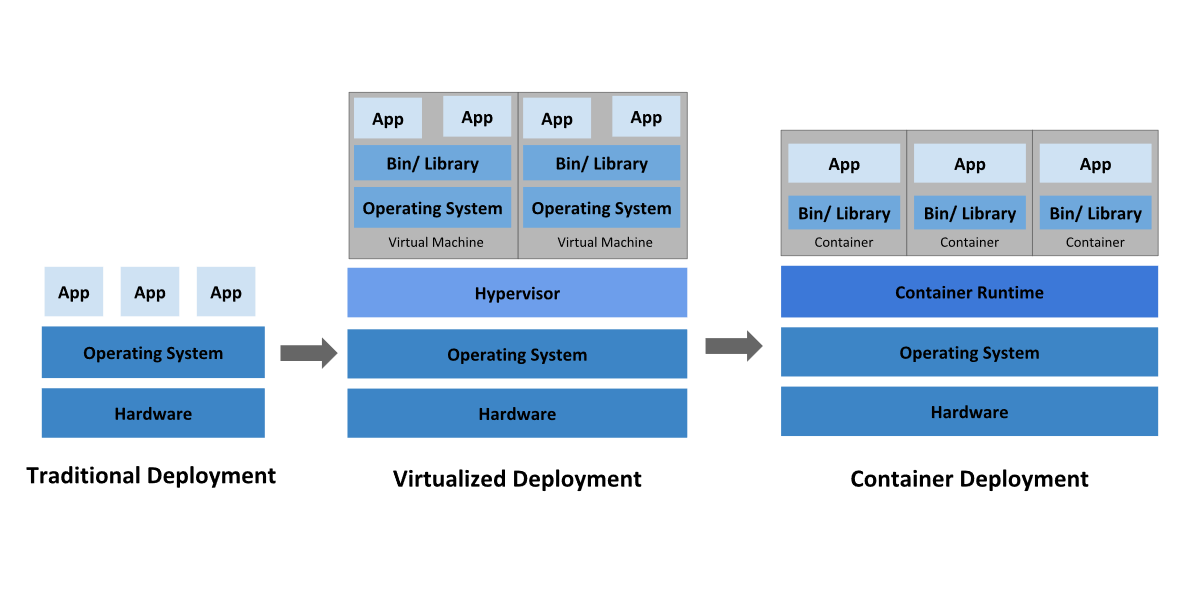 App
App
App
Operating System
Hardware
Traditional Deployment
App
App
Bin/ Library
Operating System
Virtual Machine
App
App
Bin/ Library
Operating System
Virtual Machine
Hypervisor
Operating System
Hardware
Virtualized Deployment
App
Bin/ Library
Container
App
Bin/ Library
Container
App
Bin/ Library
Container
Container Runtime
Operating System
Hardware
Container Deployment